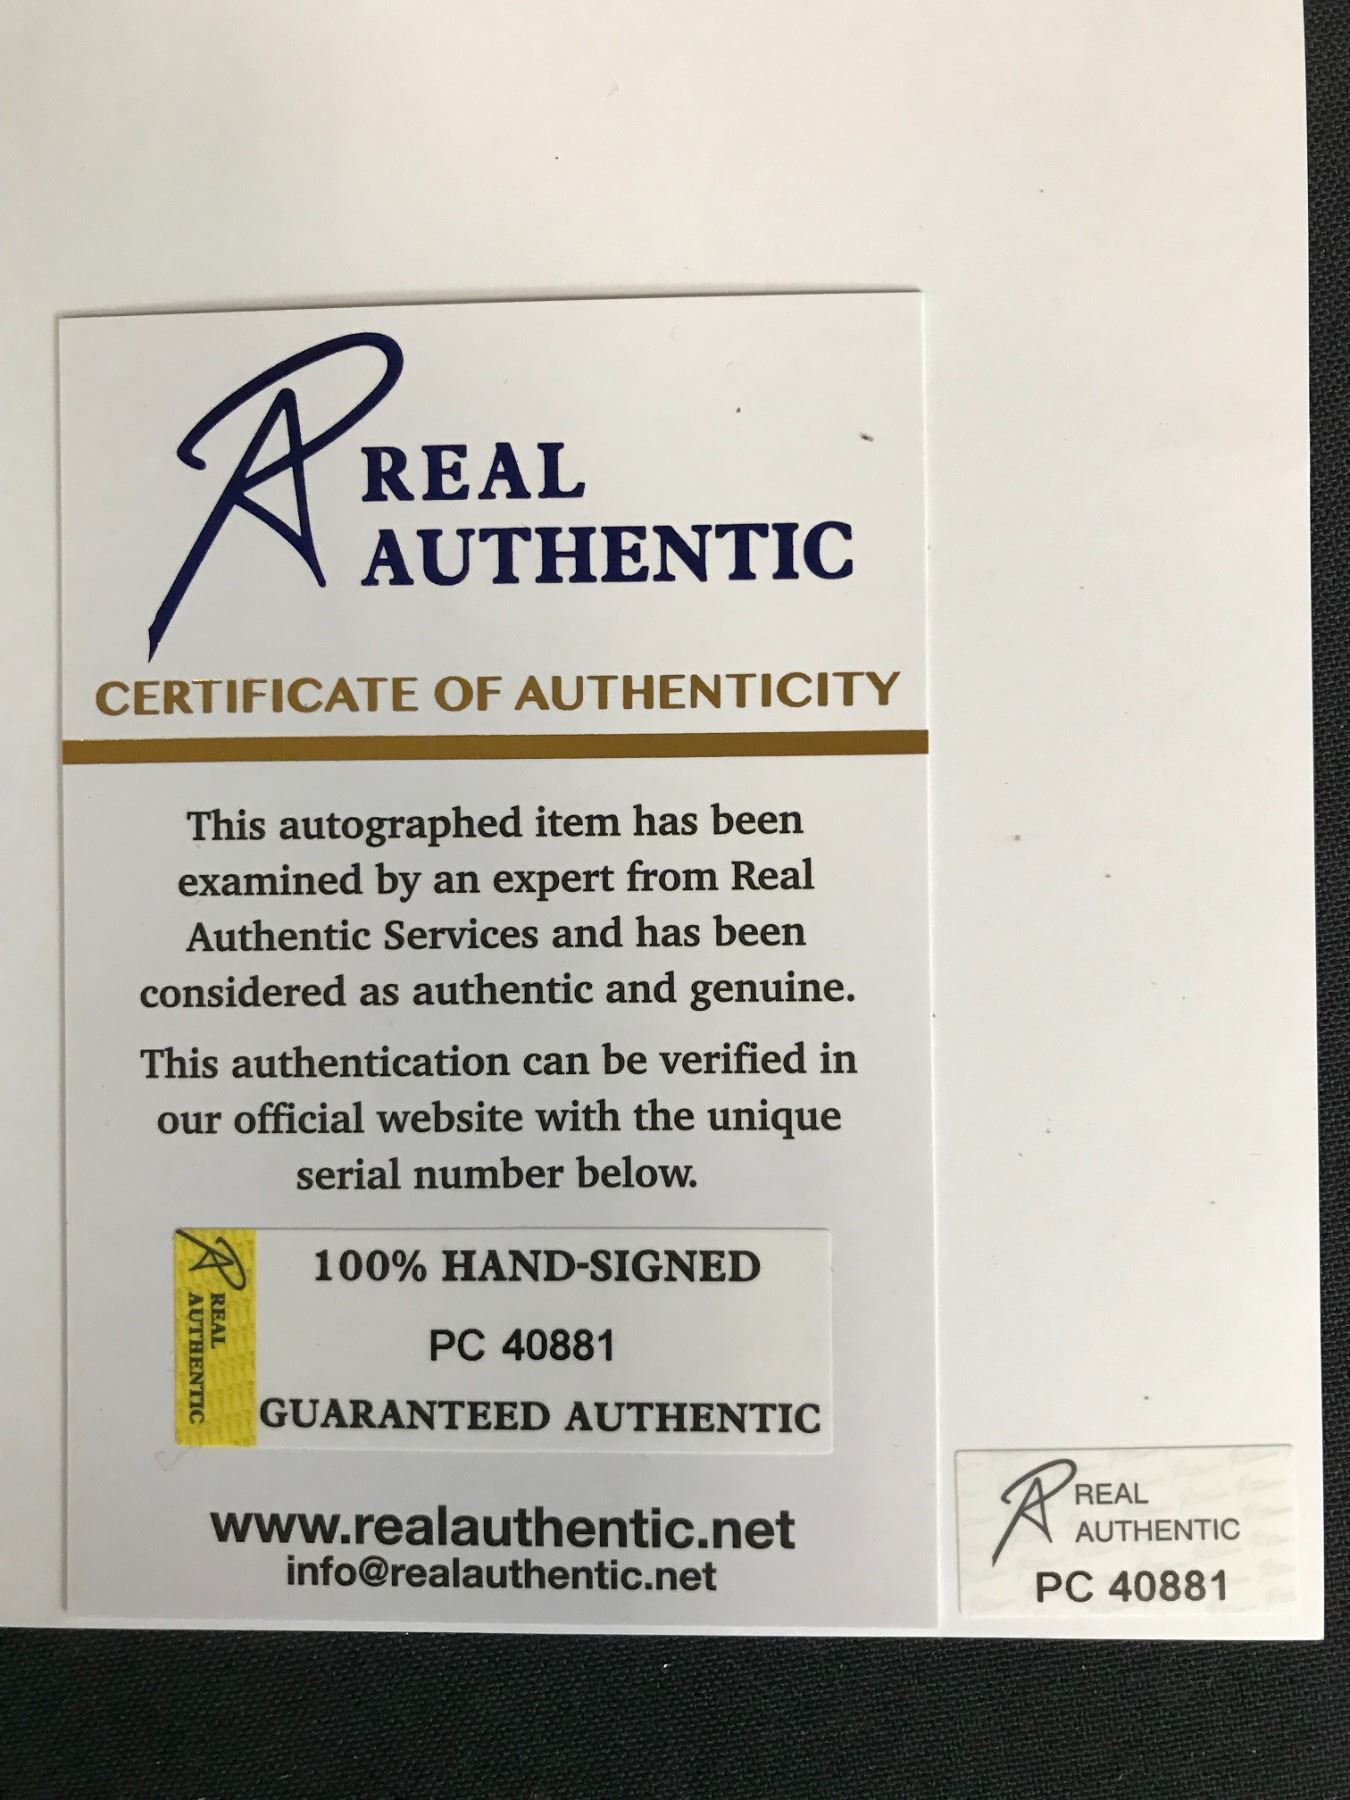 REAL
AUTHENTIC
CERTIFICATE OF AUTHENTICITY
This autographed item has been
examined by an expert from Real
Authentic Services and has been
considered as authentic and genuine.
This authentication can be verified in
our official website with the unique
serial number below.
REAL
AUTHENTIC
100% HAND-SIGNED
PC 40881
GUARANTEED AUTHENTIC
www.realauthentic.net
info@realauthentic.net
REAL
AUTHENTIC
PC 40881